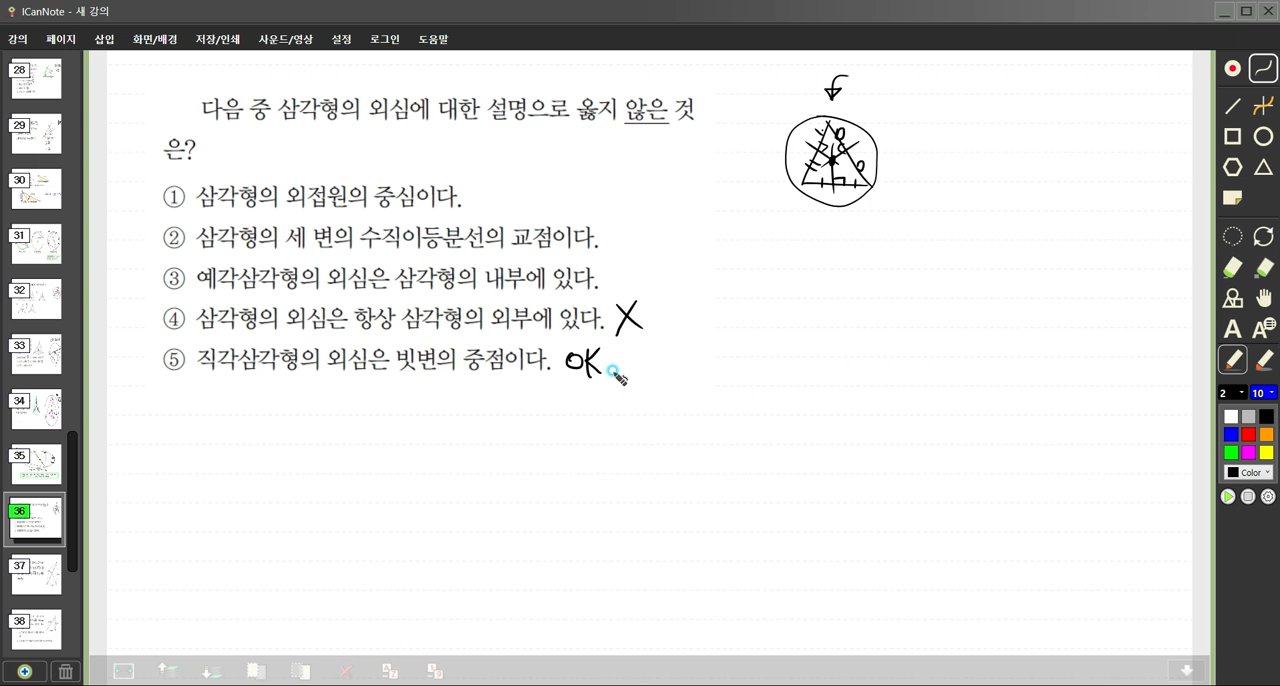 ICanNote - 새 강의
강의 페이지 삽입 화면/배경 저장/인쇄 사운드/영상 설정 로그인 도움말
28
29
30
31
32
33
34
35
36
37
38
다음 중 삼각형의 외심에 대한 설명으로 옳지 않은 것
은?
① 삼각형의 외접원의 중심이다.
② 삼각형의 세 변의 수직이등분선의 교점이다.
③ 예각삼각형의 외심은 삼각형의 내부에 있다.
④ 삼각형의 외심은 항상 삼각형의 외부에 있다. X
⑤ 직각삼각형의 외심은 빗변의 중점이다. OK
A A
2 10
Color